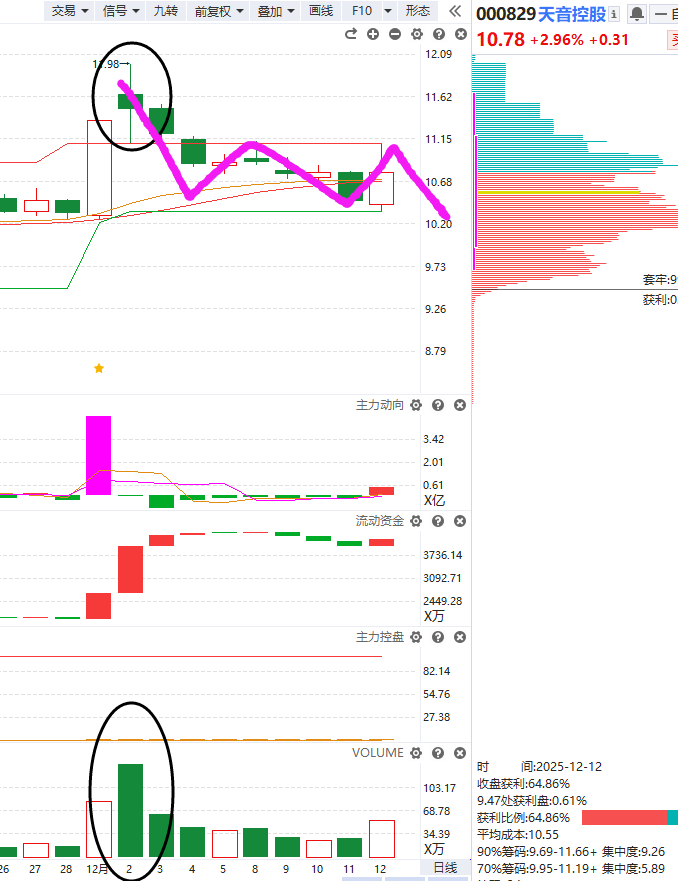 交易 信号 九转 前复权 叠加 画线 F10 形态
000829 天音控股
10.78 +2.96% +0.31
12.09
11.98→
11.62
11.15
10.68
10.20
9.73
9.26
8.79
套牢:9
获利:0
主力动向
3.42
2.01
0.61
X亿
流动资金
3736.14
3092.71
2449.28
X万
主力控盘
82.14
54.76
27.38
VOLUME
103.17
68.78
34.39
X万
26 27 28 12月 2 3 4 5 8 9 10 11 12 日线
时 间:2025-12-12
收盘获利:64.86%
9.47处获利盘:0.61%
获利比例:64.86%
平均成本:10.55
90%筹码:9.69-11.66+ 集中度:9.26
70%筹码:9.95-11.19+ 集中度:5.89